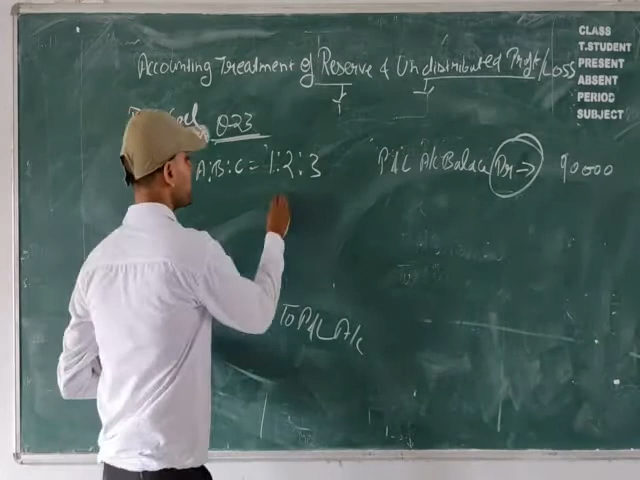 Accounting Treatment of Reserve & Undistributed Profit/Loss
Q-23
A:B:C = 1:2:3
P&L A/c Balance Dr → 90000
To P&L A/c
CLASS
T.STUDENT
PRESENT
ABSENT
PERIOD
SUBJECT